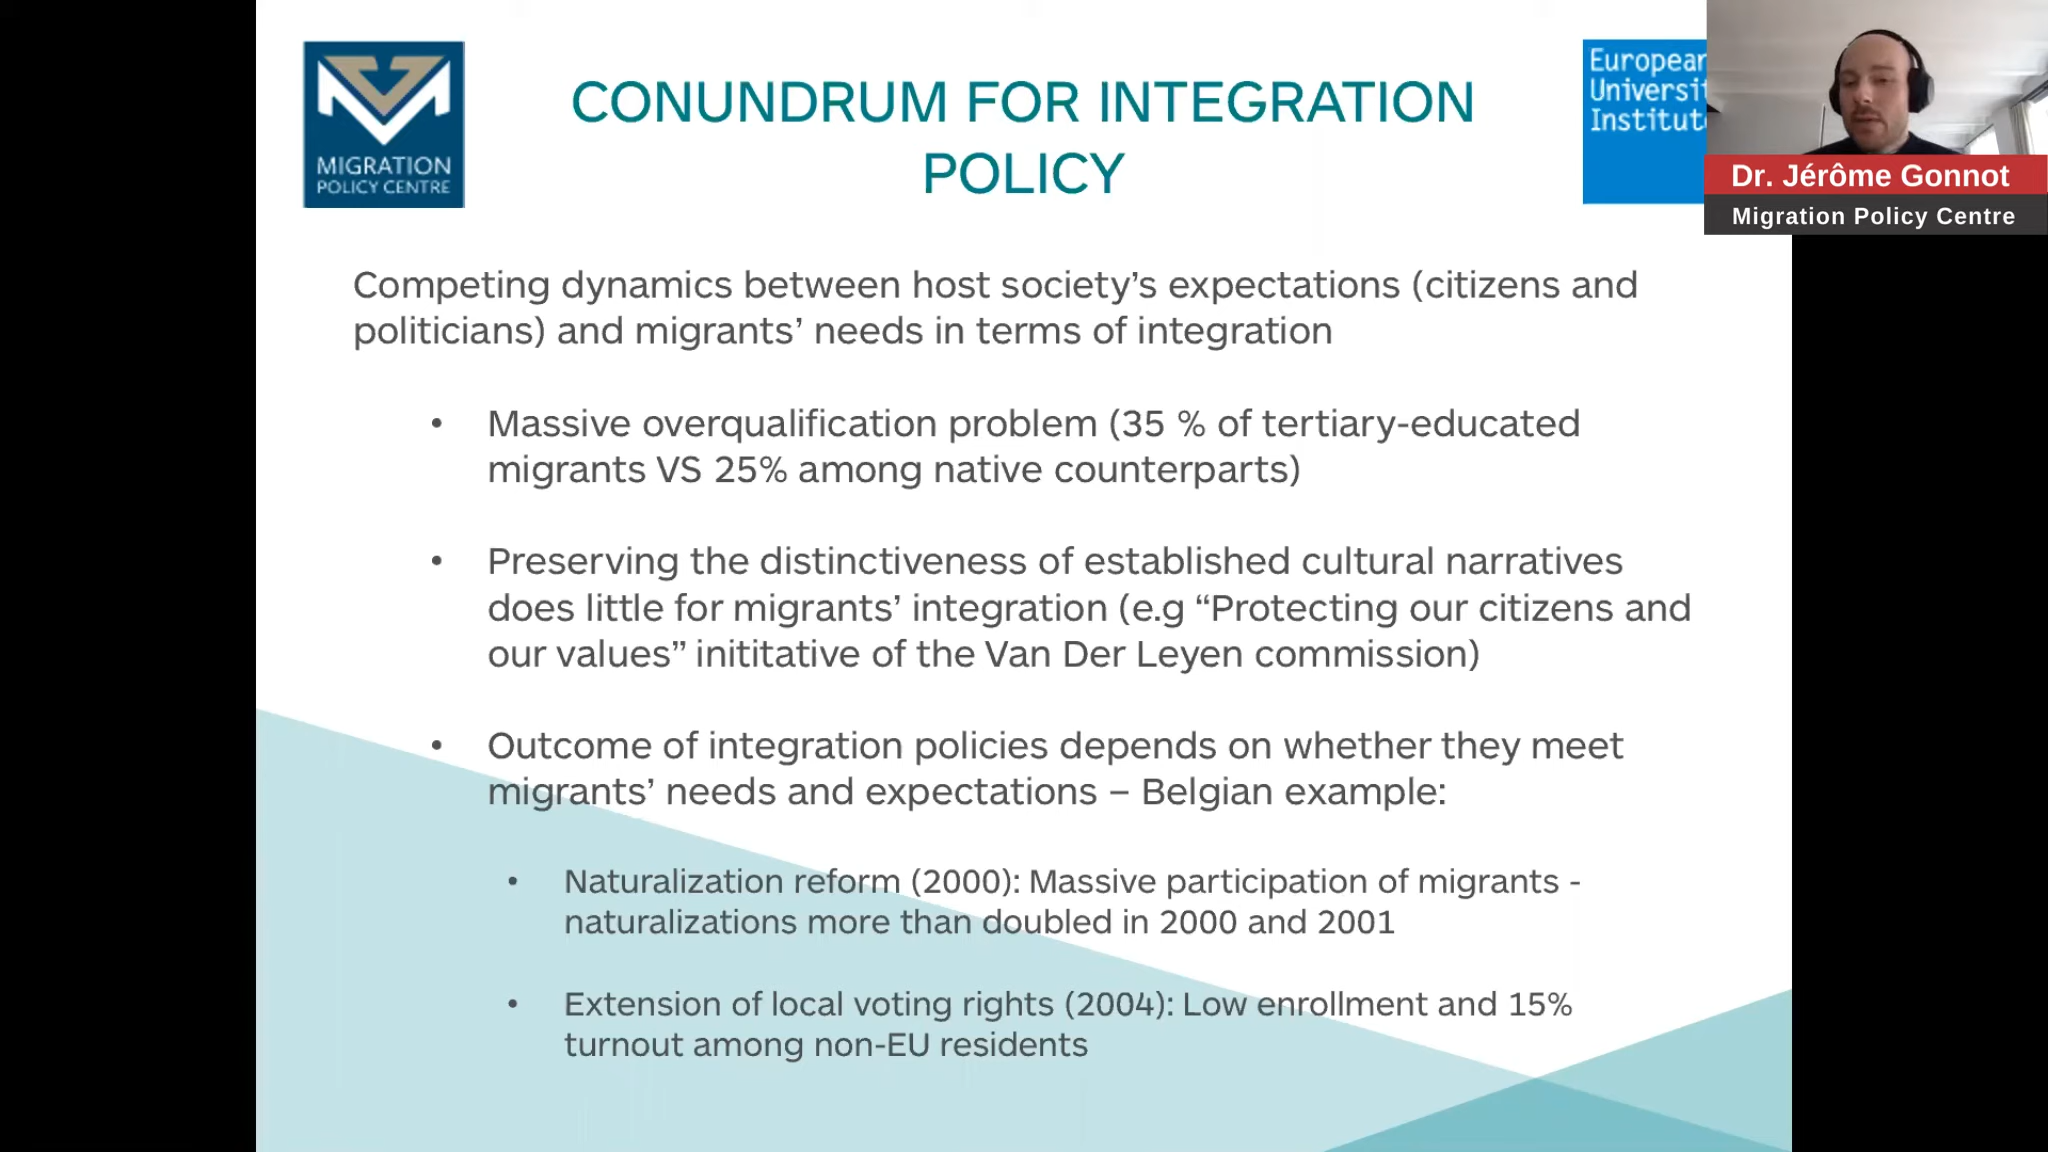 MIGRATION
POLICY CENTRE
CONUNDRUM FOR INTEGRATION
POLICY
European
Universit
Institute
Dr. Jérôme Gonnot
Migration Policy Centre
Competing dynamics between host society’s expectations (citizens and
politicians) and migrants’ needs in terms of integration
• Massive overqualification problem (35 % of tertiary-educated
migrants VS 25% among native counterparts)
• Preserving the distinctiveness of established cultural narratives
does little for migrants’ integration (e.g “Protecting our citizens and
our values” inititative of the Van Der Leyen commission)
• Outcome of integration policies depends on whether they meet
migrants’ needs and expectations – Belgian example:
• Naturalization reform (2000): Massive participation of migrants -
naturalizations more than doubled in 2000 and 2001
• Extension of local voting rights (2004): Low enrollment and 15%
turnout among non-EU residents